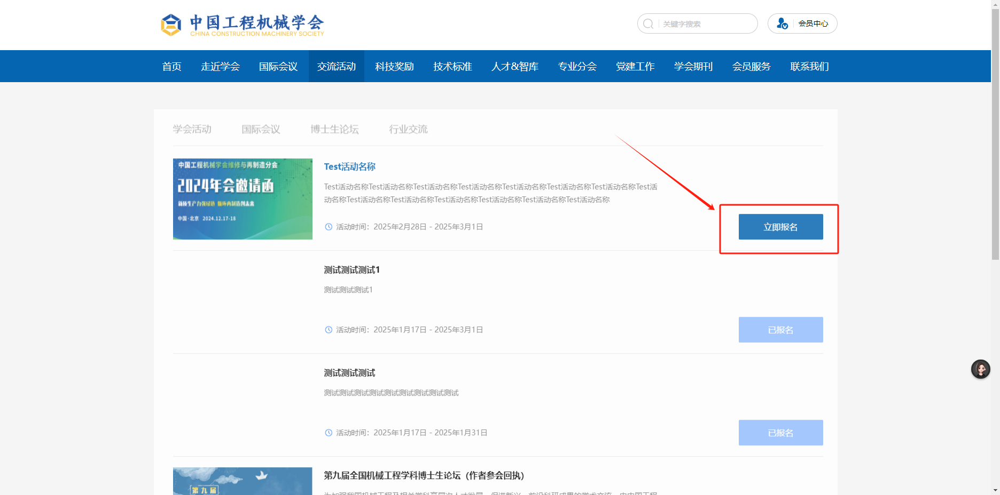 中国工程机械学会
CHINA CONSTRUCTION MACHINERY SOCIETY
关键字搜索
会员中心
首页 走近学会 国际会议 交流活动 科技奖励 技术标准 人才&智库 专业分会 党建工作 学会期刊 会员服务 联系我们
学会活动 国际会议 博士生论坛 行业交流
中国工程机械学会维修与再制造分会
2024年会邀请函
新质生产力强绿链 循环再制造创未来
中国·北京 2024.12.17-18
Test活动名称
Test活动名称Test活动名称Test活动名称Test活动名称Test活动名称Test活动名称Test活动名称Test活
动名称Test活动名称Test活动名称Test活动名称Test活动名称Test活动名称Test活动名称
活动时间：2025年2月28日 - 2025年3月1日
立即报名
测试测试测试1
测试测试测试1
活动时间：2025年1月17日 - 2025年3月1日
已报名
测试测试测试
测试测试测试测试测试测试测试测试测试
活动时间：2025年1月17日 - 2025年1月31日
已报名
第九届
第九届全国机械工程学科博士生论坛（作者参会回执）